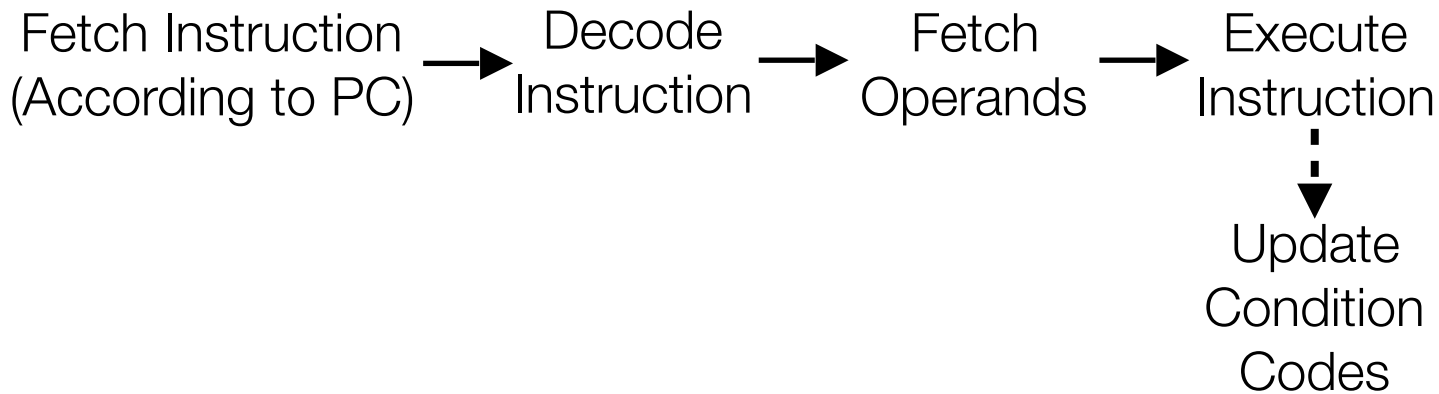 Fetch Instruction
(According to PC)
Decode
Instruction
Fetch
Operands
Execute
Instruction
Update
Condition
Codes